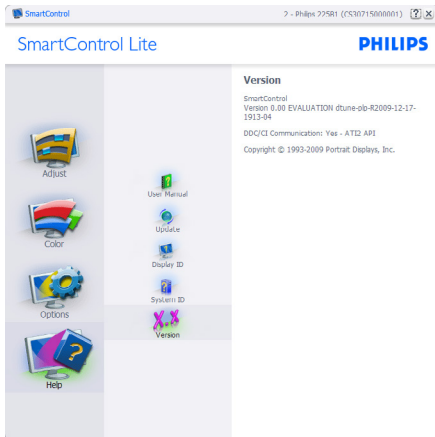 SmartControl
2 - Philips 225B1 (CS30715000001)
SmartControl Lite
PHILIPS
Adjust
Color
Options
Help
User Manual
Update
Display ID
System ID
X.X
Version
Version
SmartControl
Version 0.00 EVALUATION dtune-plp-R2009-12-17-
1913-04
DDC/CI Communication: Yes - ATI2 API
Copyright © 1993-2009 Portrait Displays, Inc.